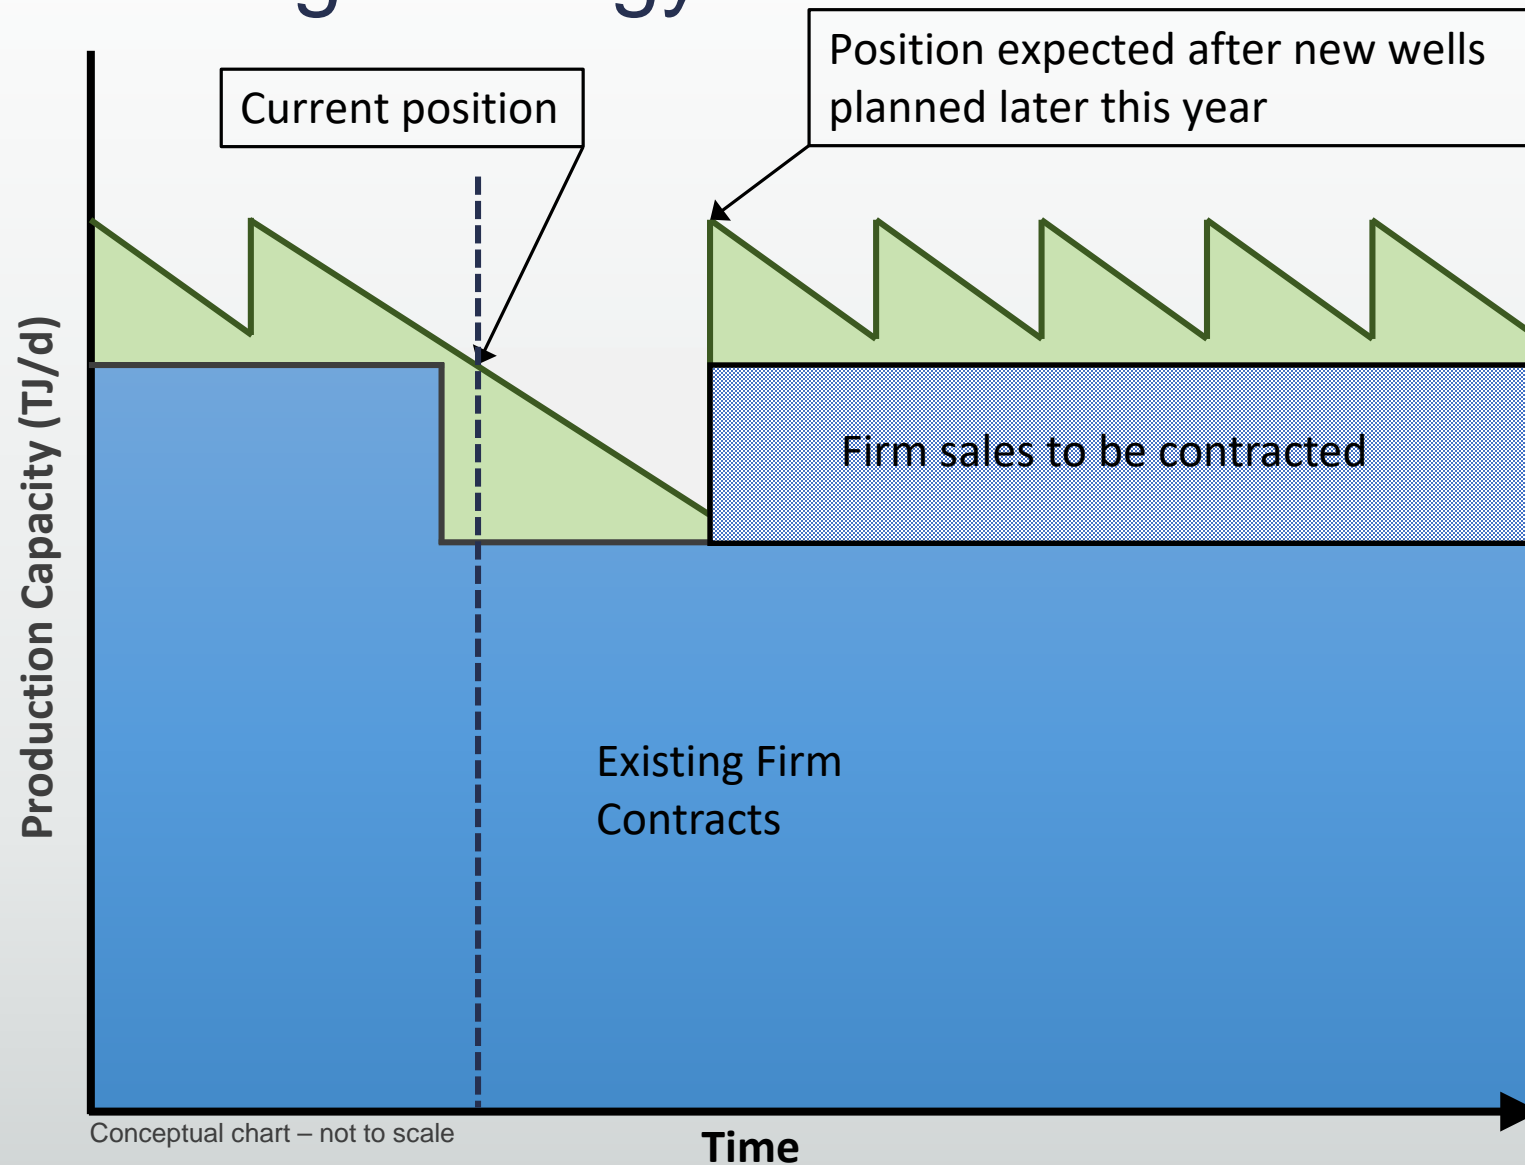 Current position
Position expected after new wells
planned later this year
Production Capacity (TJ/d)
Firm sales to be contracted
Existing Firm
Contracts
Conceptual chart – not to scale
Time